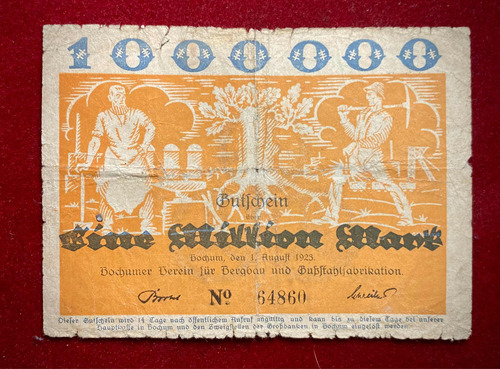 1000000
Gutschein
Eine Million Mark
Bochum, den 1. August 1923.
Bochumer Verein für Bergbau und Gußstahlfabrikation.
No 64860
Dieser Gutschein wird 14 Tage nach öffentlichem Aufruf ungültig und kann bis zu diesem Tage bei unserer
Hauptkasse in Bochum und den Zweigstellen der Großbanken in Bochum eingelöst werden.